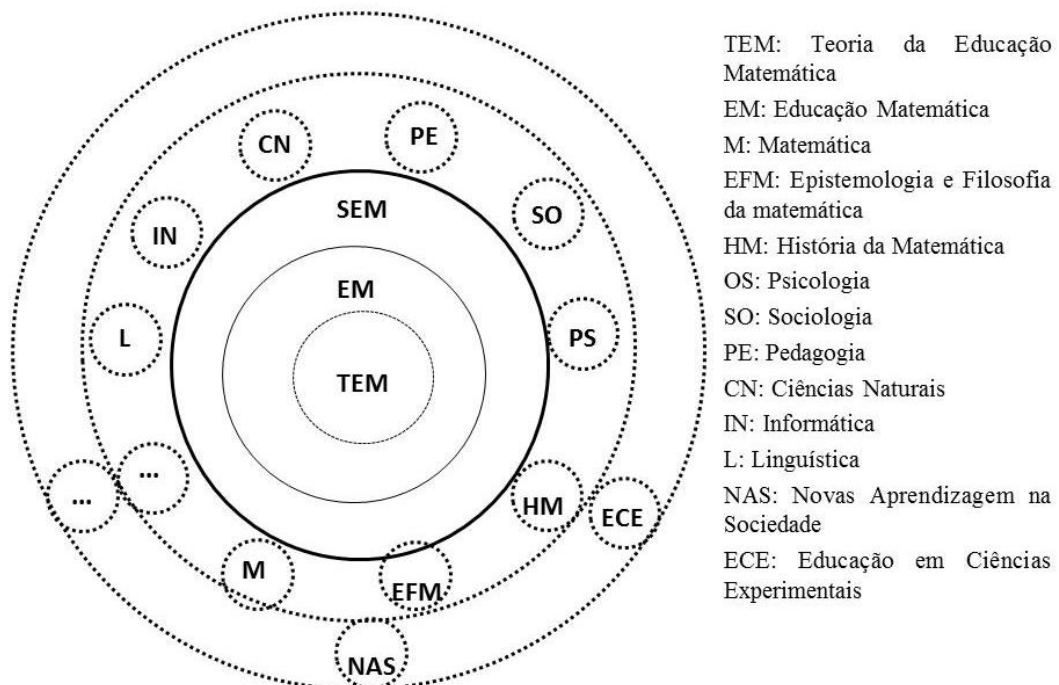 CN
PE
SEM
SO
IN
EM
L
PS
TEM
...
...
HM
ECE
M
EFM
NAS
TEM: Teoria da Educação
Matemática
EM: Educação Matemática
M: Matemática
EFM: Epistemologia e Filosofia
da matemática
HM: História da Matemática
OS: Psicologia
SO: Sociologia
PE: Pedagogia
CN: Ciências Naturais
IN: Informática
L: Linguística
NAS: Novas Aprendizagem na
Sociedade
ECE: Educação em Ciências
Experimentais